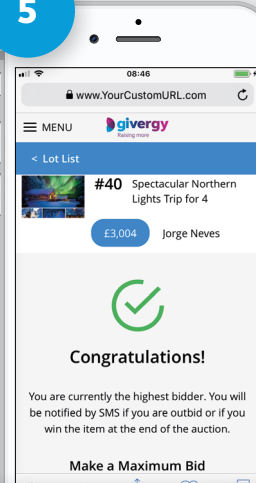 5
08:46
www.YourCustomURL.com
MENU
givergy
Raising more
< Lot List
#40 Spectacular Northern
Lights Trip for 4
£3,004 Jorge Neves
Congratulations!
You are currently the highest bidder. You will
be notified by SMS if you are outbid or if you
win the item at the end of the auction.
Make a Maximum Bid